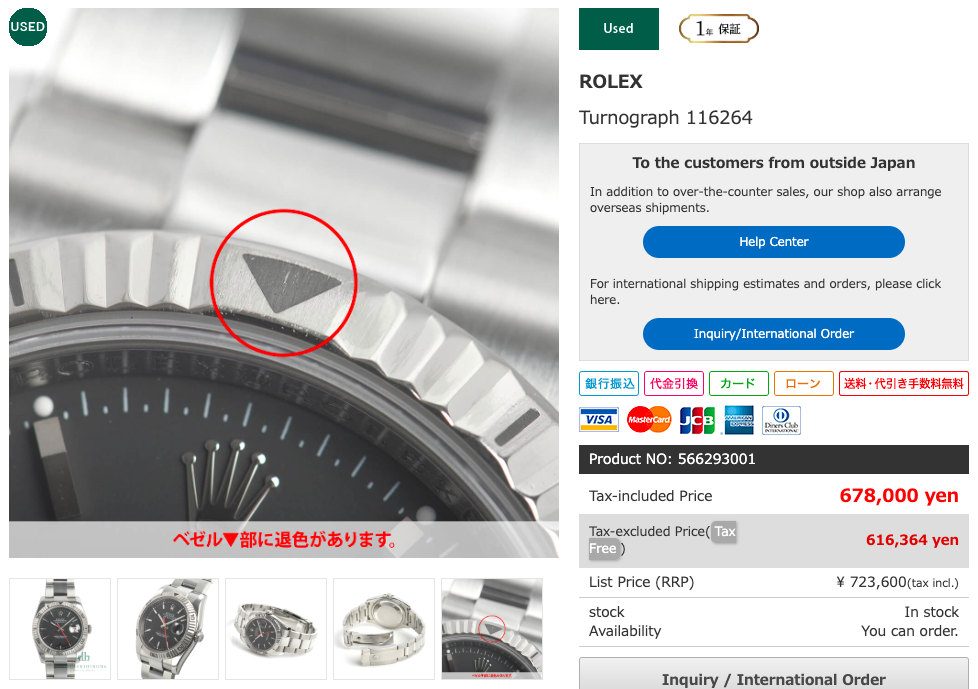 USED
ベゼル▼部に退色があります。
Used
1年 保証
ROLEX
Turnograph 116264
To the customers from outside Japan
In addition to over-the-counter sales, our shop also arrange
overseas shipments.
Help Center
For international shipping estimates and orders, please click
here.
Inquiry/International Order
銀行振込 代金引換 カード ローン 送料・代引き手数料無料
VISA MasterCard JCB AMERICAN EXPRESS Diners Club INTERNATIONAL
Product NO: 566293001
Tax-included Price 678,000 yen
Tax-excluded Price( Tax
Free ) 616,364 yen
List Price (RRP) ¥ 723,600(tax incl.)
stock In stock
Availability You can order.
Inquiry / International Order